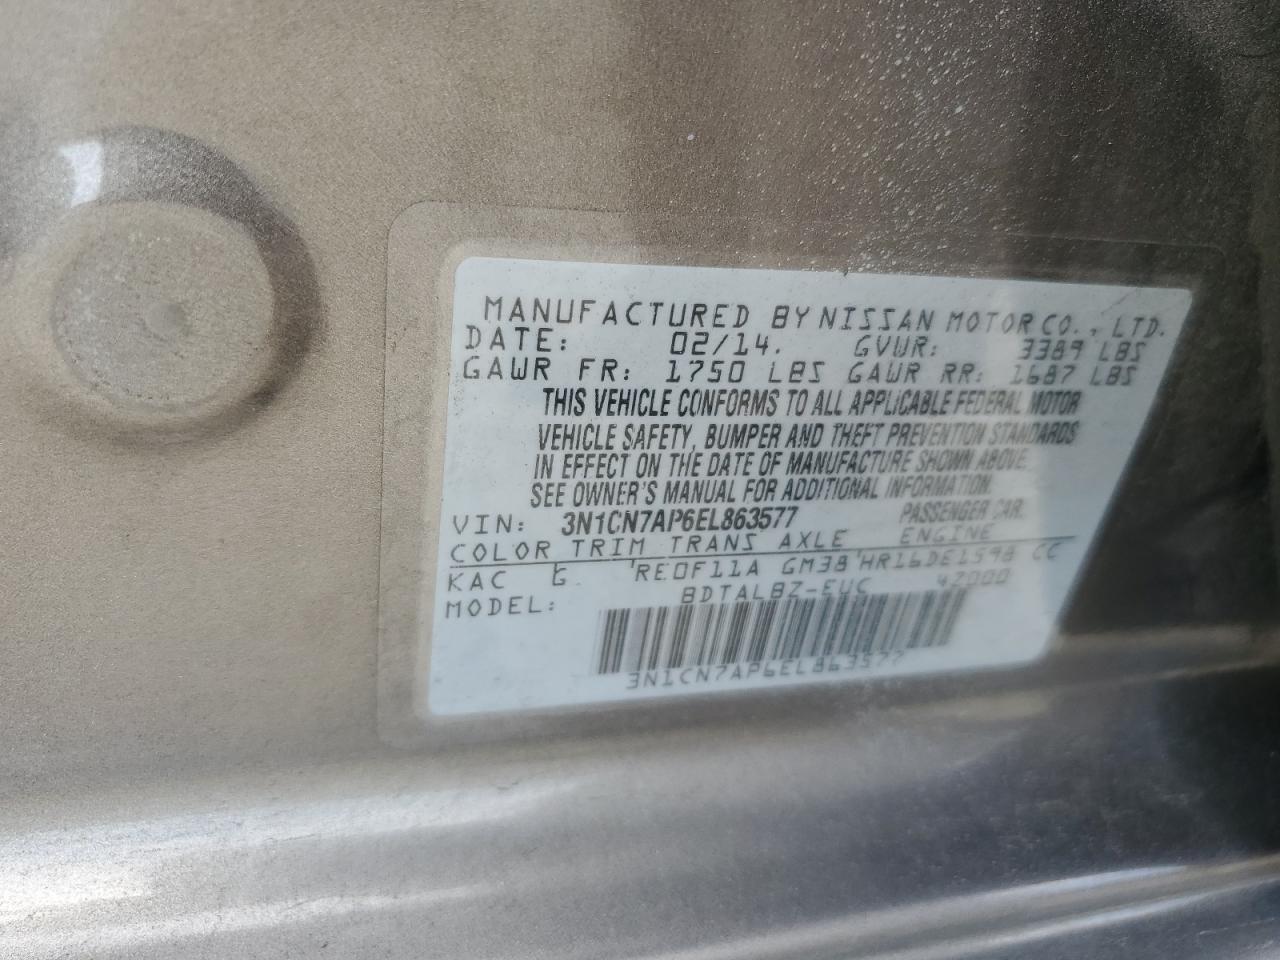 MANUFACTURED BY NISSAN MOTOR CO., LTD.
DATE: 02/14. GVWR: 3389 LBS
GAWR FR: 1750 LBS GAWR RR: 1687 LBS
THIS VEHICLE CONFORMS TO ALL APPLICABLE FEDERAL MOTOR
VEHICLE SAFETY, BUMPER AND THEFT PREVENTION STANDARDS
IN EFFECT ON THE DATE OF MANUFACTURE SHOWN ABOVE.
SEE OWNER'S MANUAL FOR ADDITIONAL INFORMATION.
VIN: 3N1CN7AP6EL863577 PASSENGER CAR.
COLOR TRIM TRANS AXLE ENGINE
KAC G RE0F11A GM38 HR16DE1598 CC
MODEL: BDTALBZ-EUC 42000
3N1CN7AP6EL863577